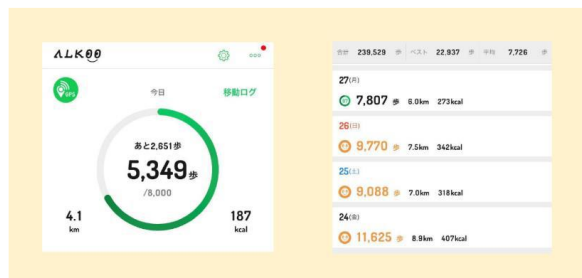 ALKOO
GPS
今日
移動ログ
あと2,651歩
5,349 歩
/8,000
4.1
km
187
kcal
合計 239,529 歩 ベスト 22,937 歩 平均 7,726 歩
27(月)
7,807 歩 6.0km 273kcal
26(日)
9,770 歩 7.5km 342kcal
25(土)
9,088 歩 7.0km 318kcal
24(金)
11,625 歩 8.9km 407kcal